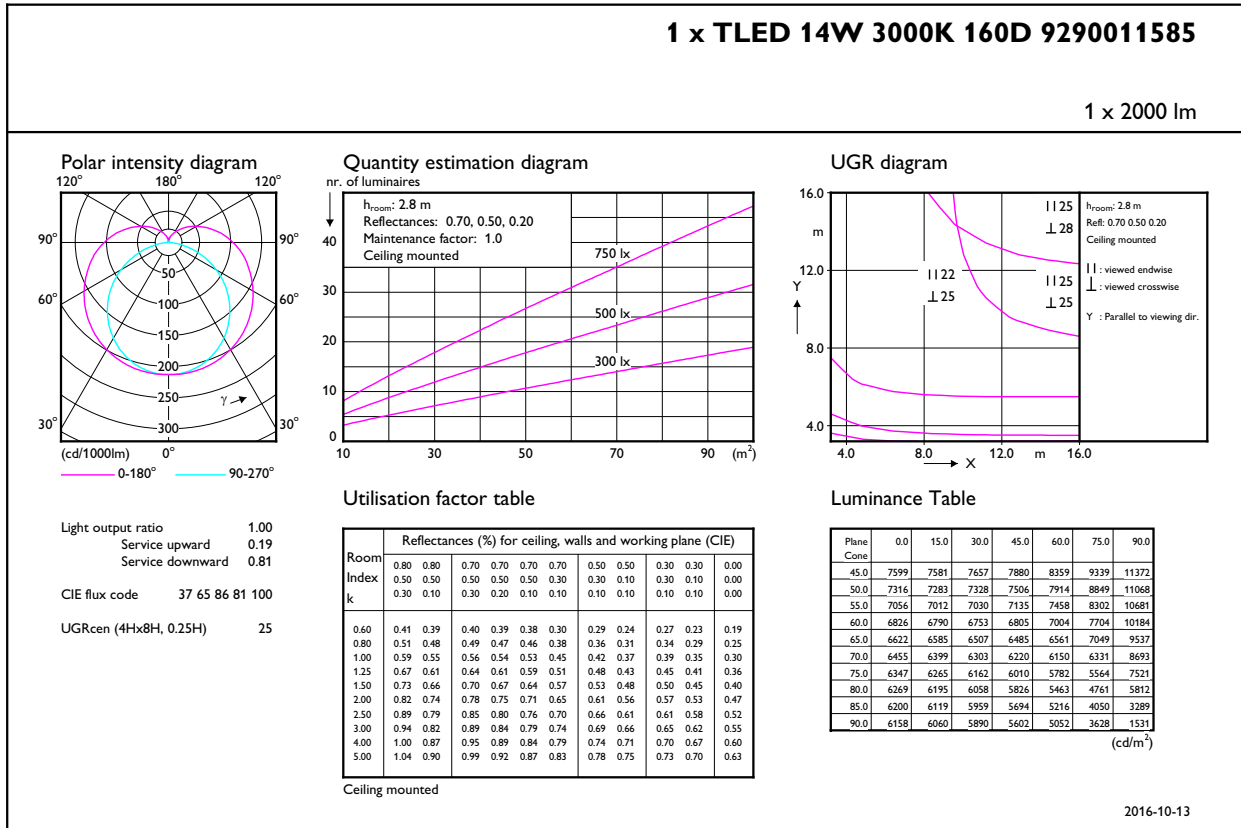 1 x TLED 14W 3000K 160D 9290011585
1 x 2000 lm
Polar intensity diagram
120° 180° 120°
90° 90°
50
100
60° 60°
150
200
250
γ
300
30° 30°
(cd/1000lm) 0°
0-180° 90-270°
Light output ratio 1.00
Service upward 0.19
Service downward 0.81
CIE flux code 37 65 86 81 100
UGRcen (4Hx8H, 0.25H) 25
Quantity estimation diagram
nr. of luminaires
h room: 2.8 m
Reflectances: 0.70, 0.50, 0.20
Maintenance factor: 1.0
Ceiling mounted
750 lx
500 lx
300 lx
40
30
20
10
0
10 30 50 70 90 (m²)
UGR diagram
16.0
m
12.0
Y
8.0
4.0
4.0 8.0 12.0 m 16.0
X
||25
⊥28
||22
⊥25
||25
⊥25
h room: 2.8 m
Refl: 0.70 0.50 0.20
Ceiling mounted
|| : viewed endwise
⊥ : viewed crosswise
Y : Parallel to viewing dir.
Utilisation factor table
Reflectances (%) for ceiling, walls and working plane (CIE)
Room
Index
k
0.80 0.80 0.70 0.70 0.70 0.70 0.50 0.50 0.30 0.30 0.00
0.50 0.50 0.50 0.50 0.50 0.30 0.30 0.10 0.30 0.10 0.00
0.30 0.10 0.30 0.20 0.10 0.10 0.10 0.10 0.10 0.10 0.00
0.60 0.41 0.39 0.40 0.39 0.38 0.30 0.29 0.24 0.27 0.23 0.19
0.80 0.51 0.48 0.49 0.47 0.46 0.38 0.36 0.31 0.34 0.29 0.25
1.00 0.59 0.55 0.56 0.54 0.53 0.45 0.42 0.37 0.39 0.35 0.30
1.25 0.67 0.61 0.64 0.61 0.59 0.51 0.48 0.43 0.45 0.41 0.36
1.50 0.73 0.66 0.70 0.67 0.64 0.57 0.53 0.48 0.50 0.45 0.40
2.00 0.82 0.74 0.78 0.75 0.71 0.65 0.61 0.56 0.57 0.53 0.47
2.50 0.89 0.79 0.85 0.80 0.76 0.70 0.66 0.61 0.61 0.58 0.52
3.00 0.94 0.82 0.89 0.84 0.79 0.74 0.69 0.66 0.65 0.62 0.55
4.00 1.00 0.87 0.95 0.89 0.84 0.79 0.74 0.71 0.70 0.67 0.60
5.00 1.04 0.90 0.99 0.92 0.87 0.83 0.78 0.75 0.73 0.70 0.63
Ceiling mounted
Luminance Table
Plane 0.0 15.0 30.0 45.0 60.0 75.0 90.0
Cone
45.0 7599 7581 7657 7880 8359 9339 11372
50.0 7316 7283 7328 7506 7914 8849 11068
55.0 7056 7012 7030 7135 7458 8302 10681
60.0 6826 6790 6753 6805 7004 7704 10184
65.0 6622 6585 6507 6485 6561 7049 9537
70.0 6455 6399 6303 6220 6150 6331 8693
75.0 6347 6265 6162 6010 5782 5564 7521
80.0 6269 6195 6058 5826 5463 4761 5812
85.0 6200 6119 5959 5694 5216 4050 3289
90.0 6158 6060 5890 5602 5052 3628 1531
(cd/m²)
2016-10-13